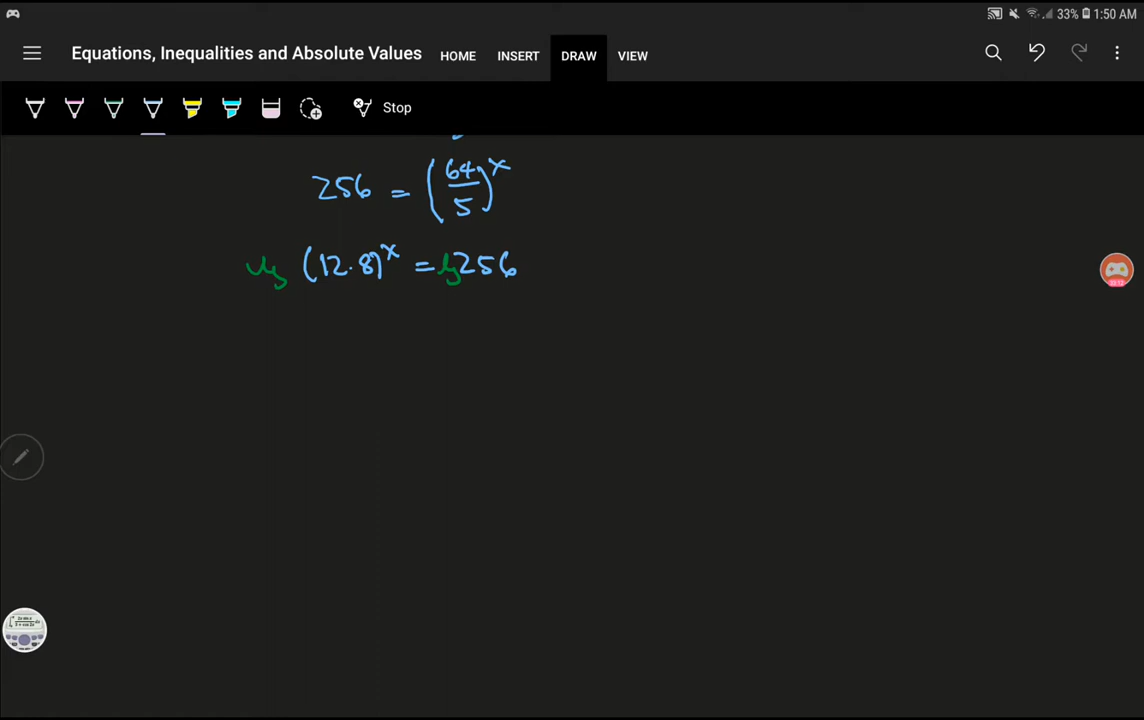 33% 1:50 AM
Equations, Inequalities and Absolute Values HOME INSERT DRAW VIEW
Stop
256 = (64/5)^x
lg (12.8)^x = lg 256